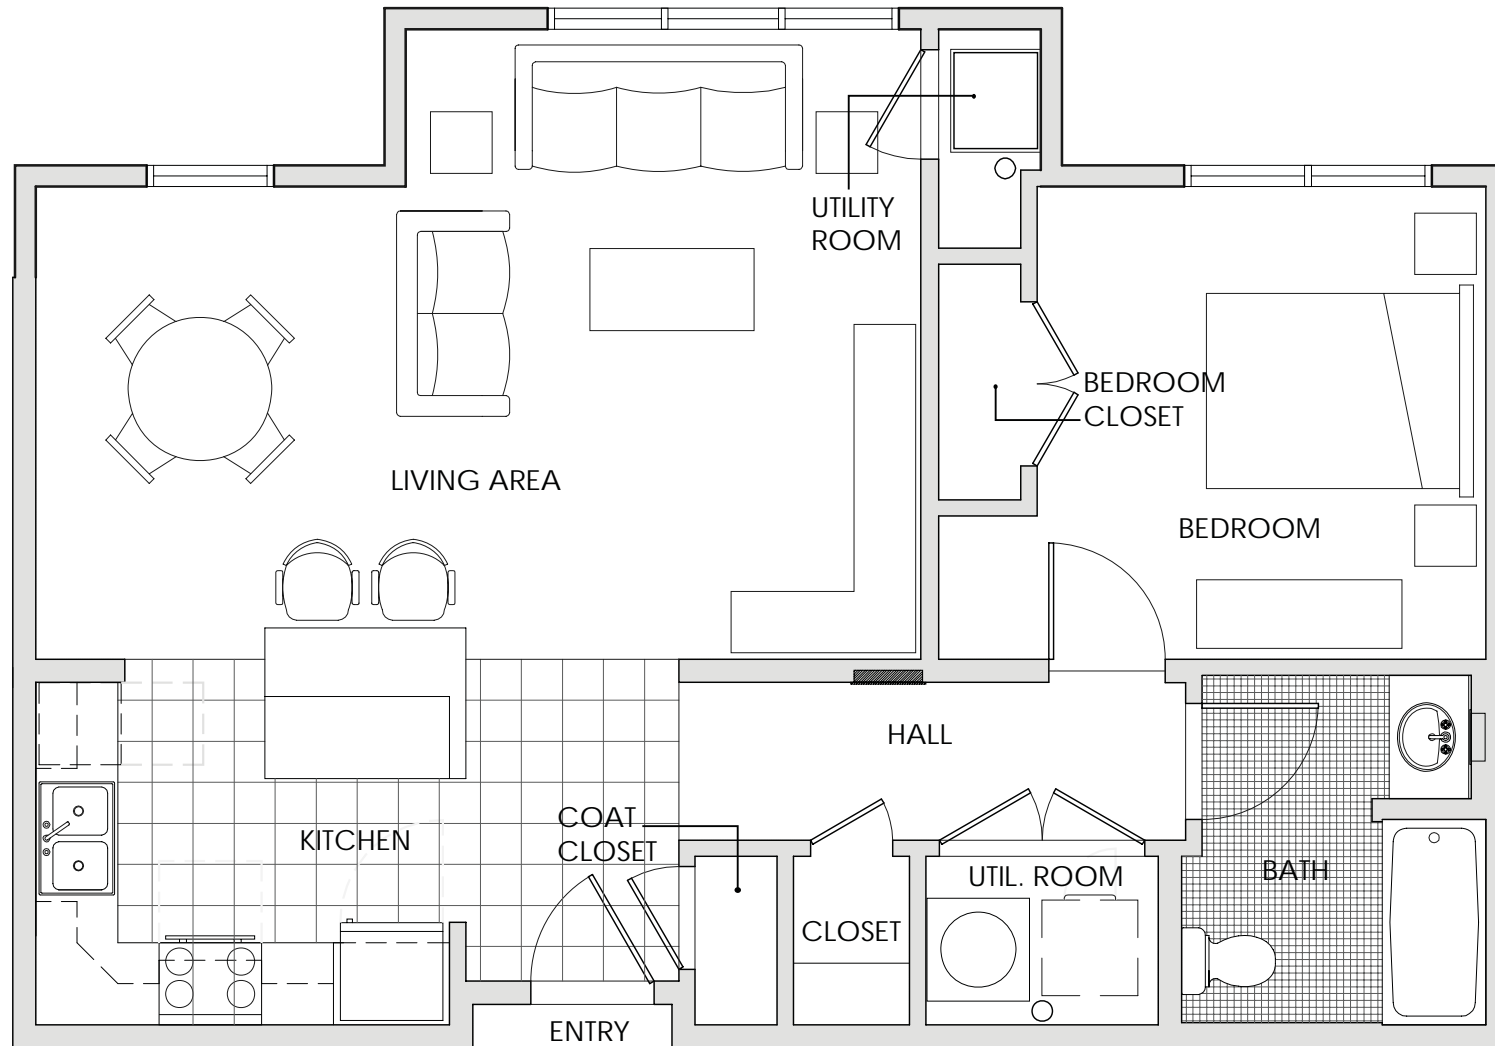 UTILITY
ROOM
BEDROOM
CLOSET
LIVING AREA
BEDROOM
HALL
COAT
CLOSET
KITCHEN
UTIL. ROOM
BATH
CLOSET
ENTRY